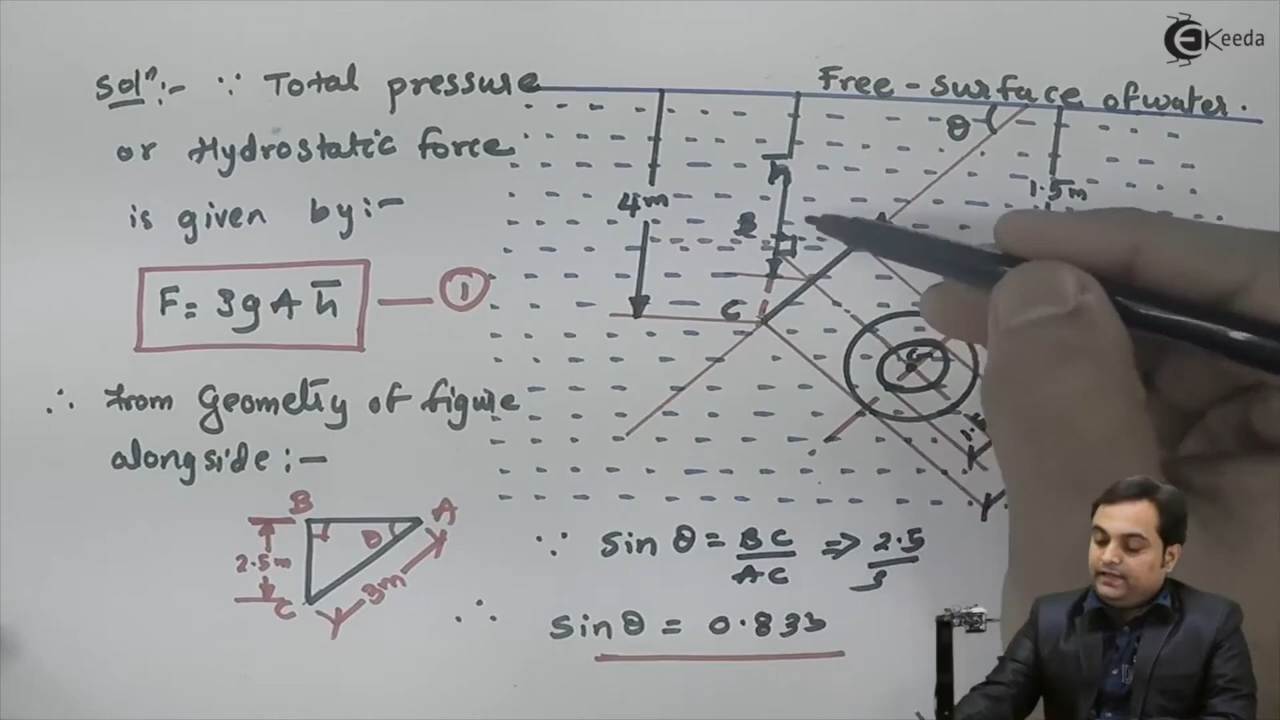 Ekeeda
Solⁿ:- ∵ Total pressure
or Hydrostatic force
is given by:-
F = ʒg A h̄ — ①
∴ from Geometry of figure
alongside:-
B
A
θ
2.5m
3m
C
Free-surface of water.
θ
4m
h̄
1.5m
B
A
C
G
∵ sin θ = BC/AC ⇒ 2.5/3
∴ sin θ = 0.833